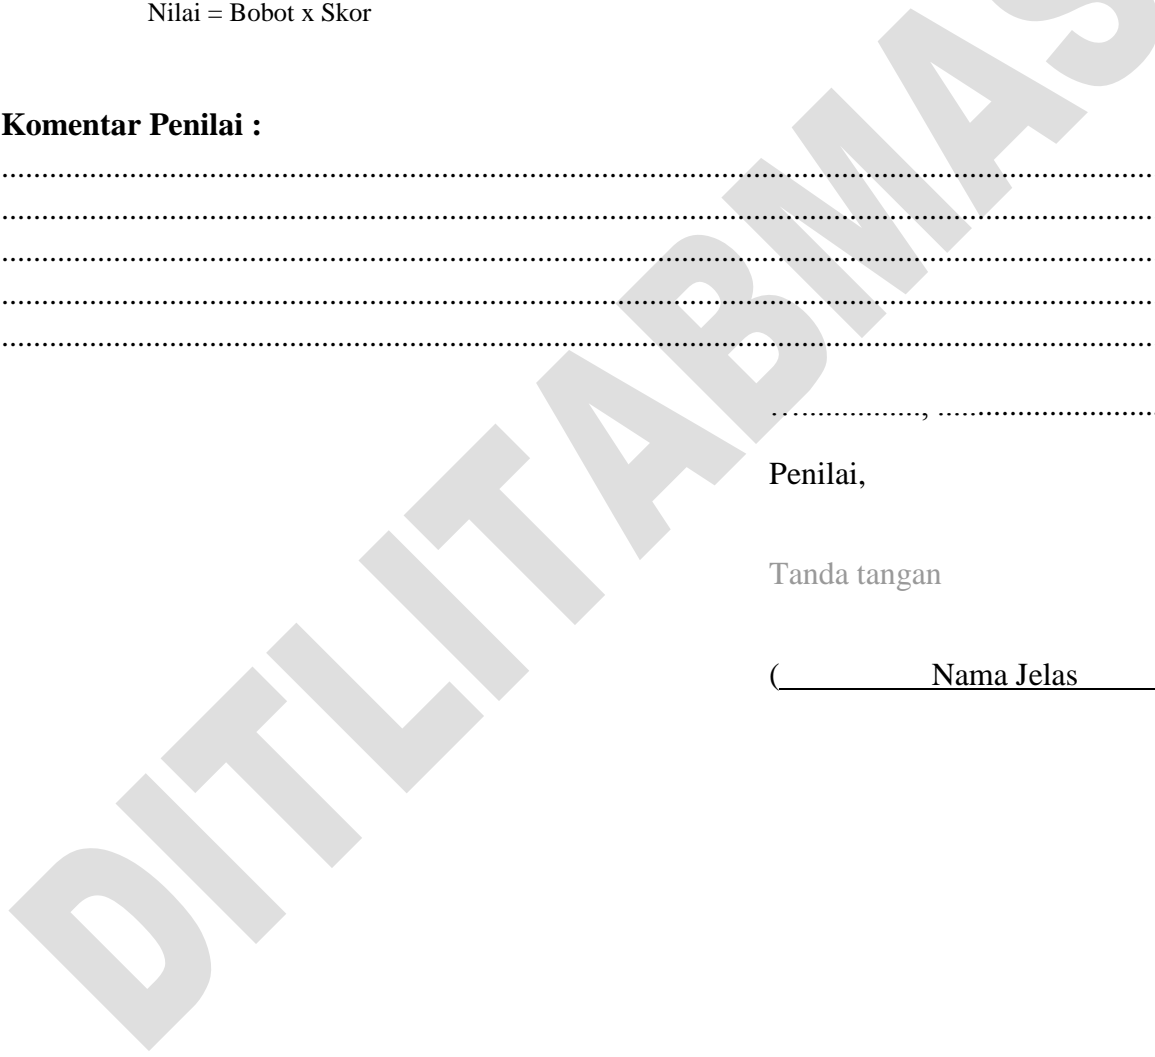 Nilai = Bobot x Skor
Komentar Penilai :
................................................................................................................................................
................................................................................................................................................
................................................................................................................................................
................................................................................................................................................
................................................................................................................................................
…..............., ............................
Penilai,
Tanda tangan
( Nama Jelas
DITLITABMAS